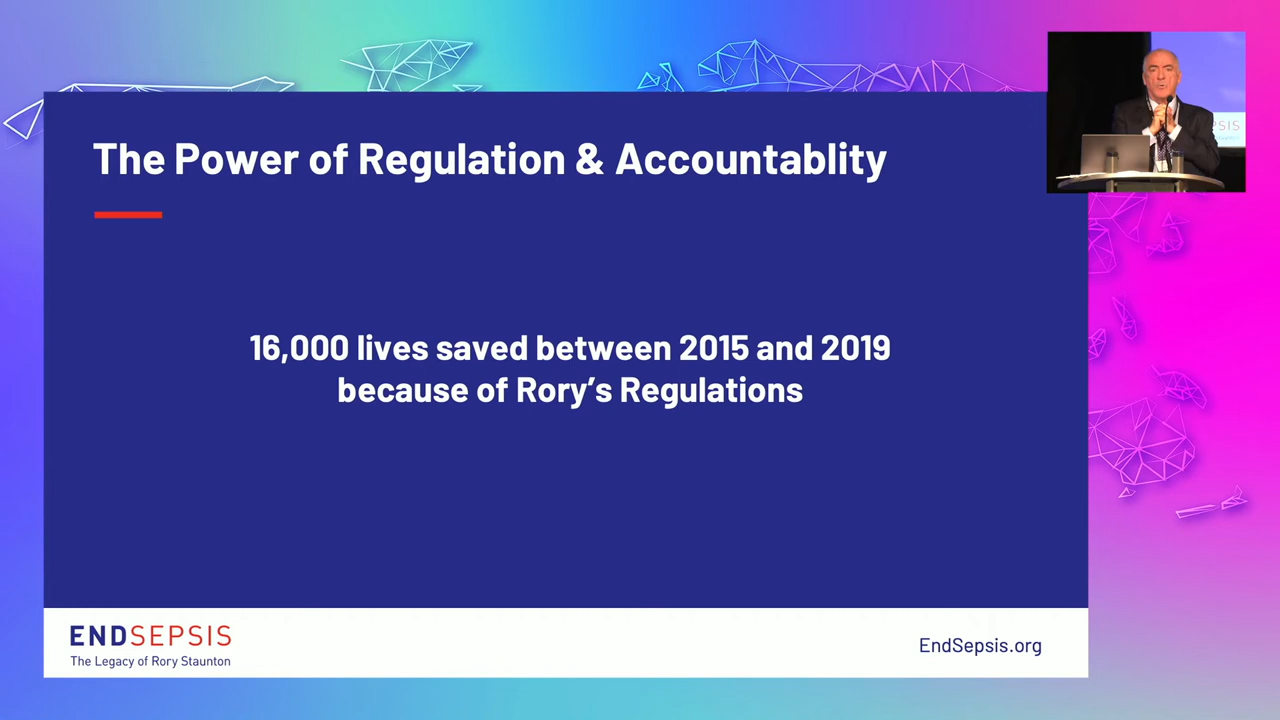 The Power of Regulation & Accountablity
16,000 lives saved between 2015 and 2019
because of Rory’s Regulations
ENDSEPSIS
The Legacy of Rory Staunton
EndSepsis.org